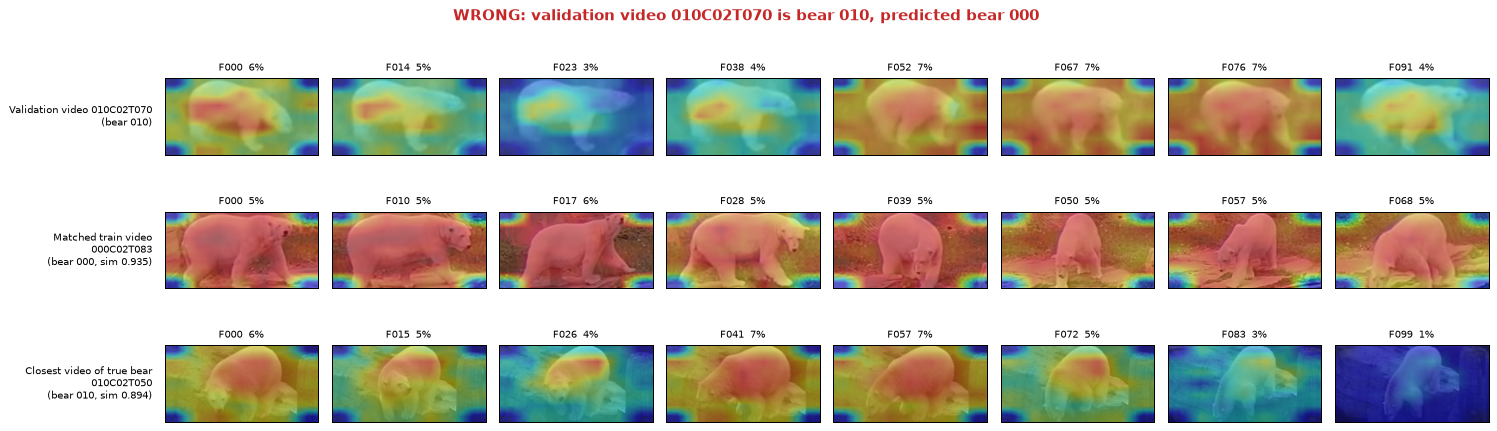 WRONG: validation video 010C02T070 is bear 010, predicted bear 000
F000 6%
F014 5%
F023 3%
F038 4%
F052 7%
F067 7%
F076 7%
F091 4%
Validation video 010C02T070
(bear 010)
F000 5%
F010 5%
F017 6%
F028 5%
F039 5%
F050 5%
F057 5%
F068 5%
Matched train video
000C02T083
(bear 000, sim 0.935)
F000 6%
F015 5%
F026 4%
F041 7%
F057 7%
F072 5%
F083 3%
F099 1%
Closest video of true bear
010C02T050
(bear 010, sim 0.894)